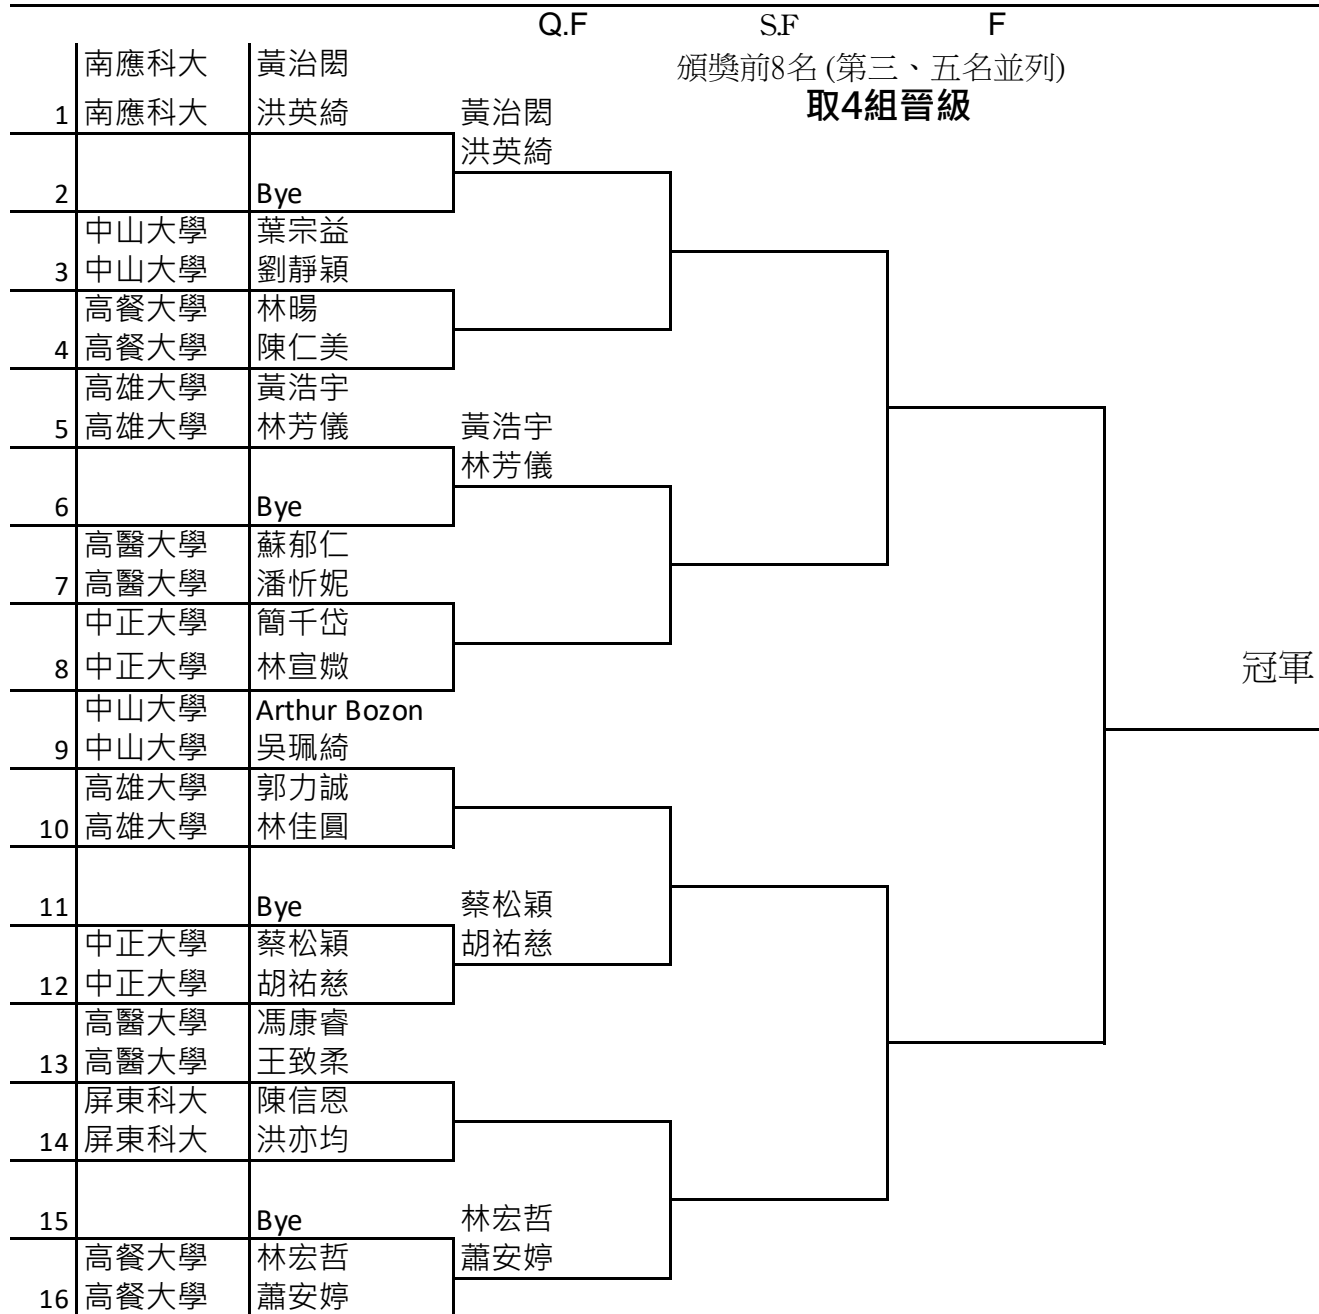 Q.F S.F F
南應科大 黃治閎 頒獎前8名 (第三、五名並列)
1 南應科大 洪英綺 黃治閎 取4組晉級
洪英綺
2 Bye
中山大學 葉宗益
3 中山大學 劉靜穎
高餐大學 林暘
4 高餐大學 陳仁美
高雄大學 黃浩宇
5 高雄大學 林芳儀 黃浩宇
林芳儀
6 Bye
高醫大學 蘇郁仁
7 高醫大學 潘忻妮
中正大學 簡千岱
8 中正大學 林宣媺 冠軍
中山大學 Arthur Bozon
9 中山大學 吳珮綺
高雄大學 郭力誠
10 高雄大學 林佳圓
11 Bye 蔡松穎
中正大學 蔡松穎 胡祐慈
12 中正大學 胡祐慈
高醫大學 馮康睿
13 高醫大學 王致柔
屏東科大 陳信恩
14 屏東科大 洪亦均
15 Bye 林宏哲
高餐大學 林宏哲 蕭安婷
16 高餐大學 蕭安婷